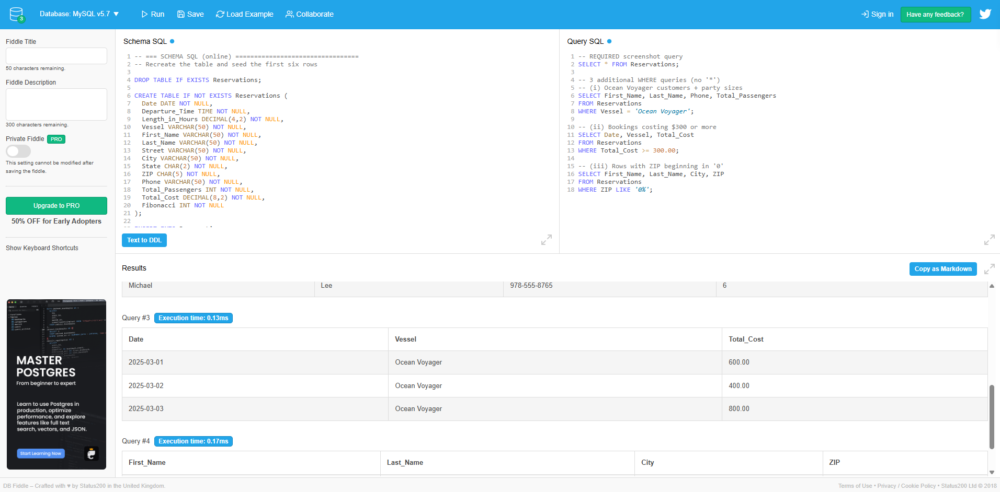 3
Database: MySQL v5.7 ▼
Run
Save
Load Example
Collaborate
Sign in
Have any feedback?
Fiddle Title
50 characters remaining.
Fiddle Description
300 characters remaining.
Private Fiddle PRO
This setting cannot be modified after
saving the fiddle.
Upgrade to PRO
50% OFF for Early Adopters
Show Keyboard Shortcuts
MASTER
POSTGRES
From beginner to expert
Learn to use Postgres in
production, optimize
performance, and explore
features like full text
search, vectors, and JSON.
Start Learning Now
Schema SQL
1 -- === SCHEMA SQL (online) =================================
2 -- Recreate the table and seed the first six rows
3
4 DROP TABLE IF EXISTS Reservations;
5
6 CREATE TABLE IF NOT EXISTS Reservations (
7   Date DATE NOT NULL,
8   Departure_Time TIME NOT NULL,
9   Length_in_Hours DECIMAL(4,2) NOT NULL,
10   Vessel VARCHAR(50) NOT NULL,
11   First_Name VARCHAR(50) NOT NULL,
12   Last_Name VARCHAR(50) NOT NULL,
13   Street VARCHAR(50) NOT NULL,
14   City VARCHAR(50) NOT NULL,
15   State CHAR(2) NOT NULL,
16   ZIP CHAR(5) NOT NULL,
17   Phone VARCHAR(50) NOT NULL,
18   Total_Passengers INT NOT NULL,
19   Total_Cost DECIMAL(8,2) NOT NULL,
20   Fibonacci INT NOT NULL
21 );
22
Text to DDL
Query SQL
1 -- REQUIRED screenshot query
2 SELECT * FROM Reservations;
3
4 -- 3 additional WHERE queries (no '*')
5 -- (i) Ocean Voyager customers + party sizes
6 SELECT First_Name, Last_Name, Phone, Total_Passengers
7 FROM Reservations
8 WHERE Vessel = 'Ocean Voyager';
9
10 -- (ii) Bookings costing $300 or more
11 SELECT Date, Vessel, Total_Cost
12 FROM Reservations
13 WHERE Total_Cost >= 300.00;
14
15 -- (iii) Rows with ZIP beginning in '0'
16 SELECT First_Name, Last_Name, City, ZIP
17 FROM Reservations
18 WHERE ZIP LIKE '0%';
Results
Copy as Markdown
Michael Lee 978-555-8765 6
Query #3 Execution time: 0.13ms
Date Vessel Total_Cost
2025-03-01 Ocean Voyager 600.00
2025-03-02 Ocean Voyager 400.00
2025-03-03 Ocean Voyager 800.00
Query #4 Execution time: 0.17ms
First_Name Last_Name City ZIP
DB Fiddle – Crafted with ♥ by Status200 in the United Kingdom.
Terms of Use • Privacy / Cookie Policy • Status200 Ltd © 2018